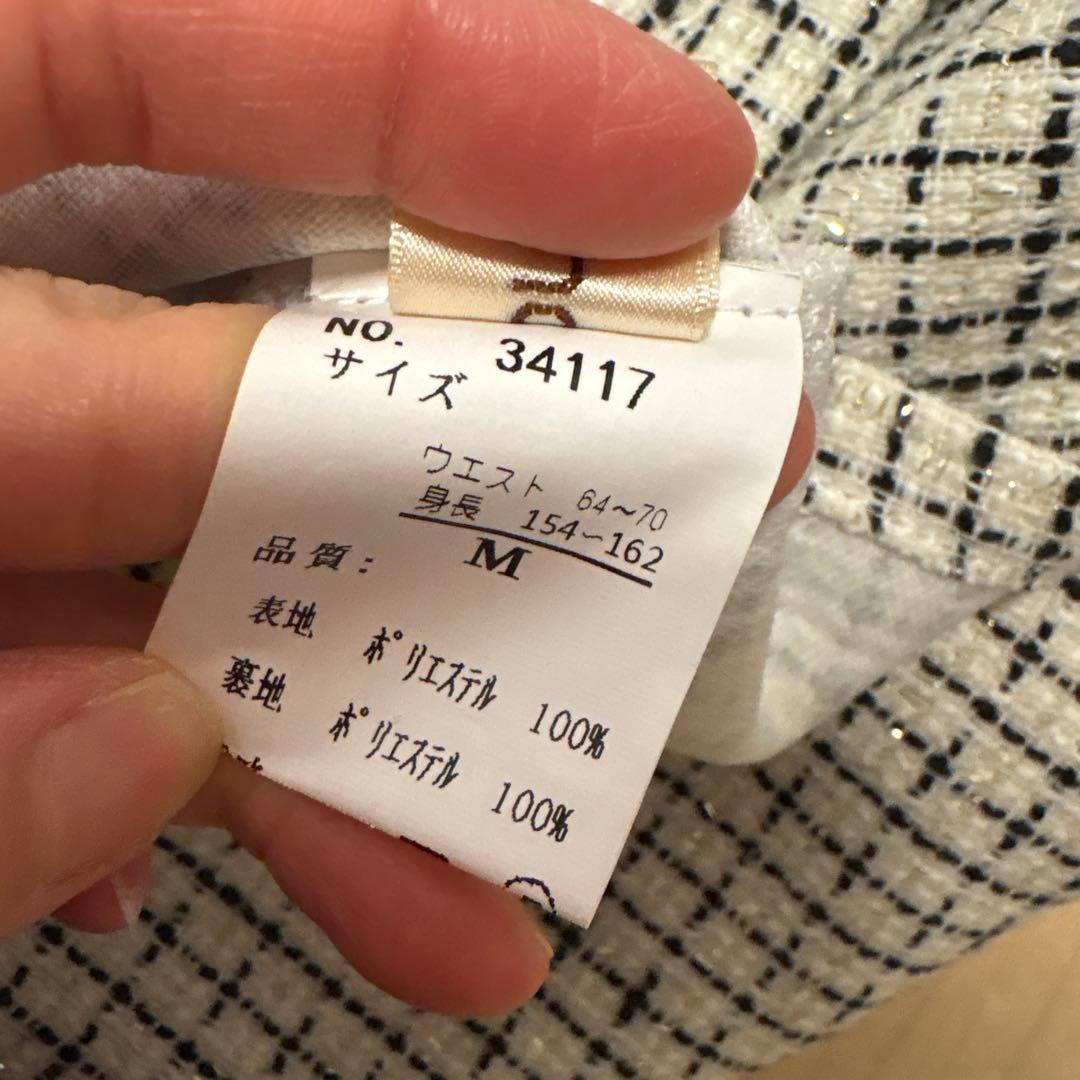 NO. 34117
サイズ
ウエスト 64~70
身長 154~162
M
品質:
表地 ポリエステル 100%
裏地 ポリエステル 100%